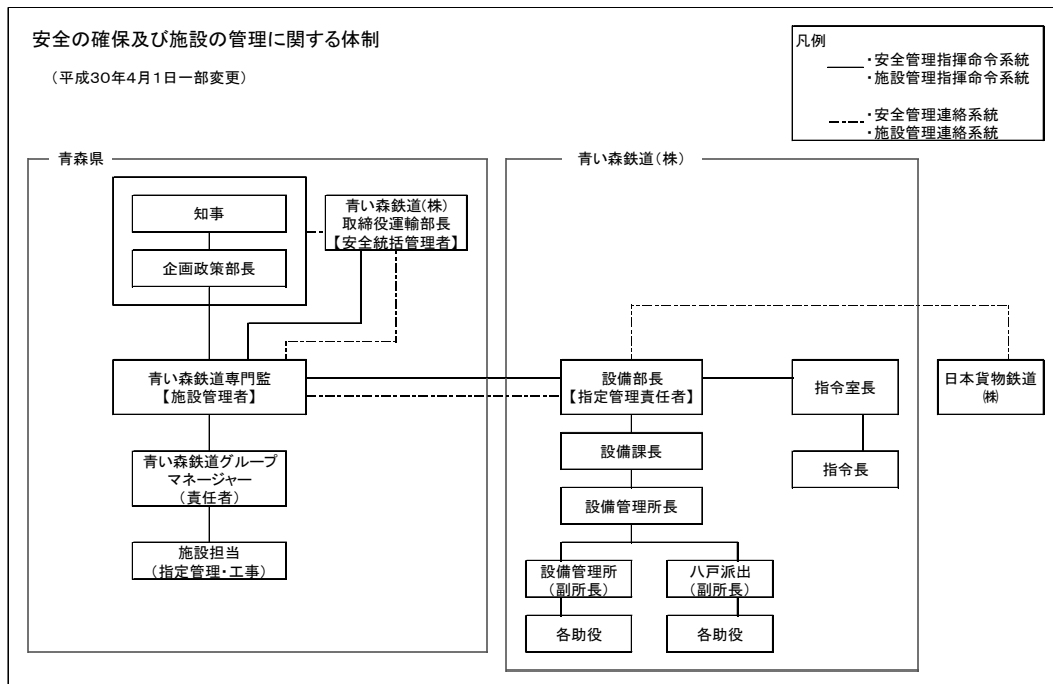 安全の確保及び施設の管理に関する体制
(平成30年4月1日一部変更)
凡例
・安全管理指揮命令系統
・施設管理指揮命令系統
・安全管理連絡系統
・施設管理連絡系統
青森県
知事
企画政策部長
青い森鉄道(株)
取締役運輸部長
【安全統括管理者】
青い森鉄道専門監
【施設管理者】
青い森鉄道グループ
マネージャー
(責任者)
施設担当
(指定管理・工事)
青い森鉄道(株)
設備部長
【指定管理責任者】
指令室長
指令長
設備課長
設備管理所長
設備管理所
(副所長)
八戸派出
(副所長)
各助役
各助役
日本貨物鉄道
㈱